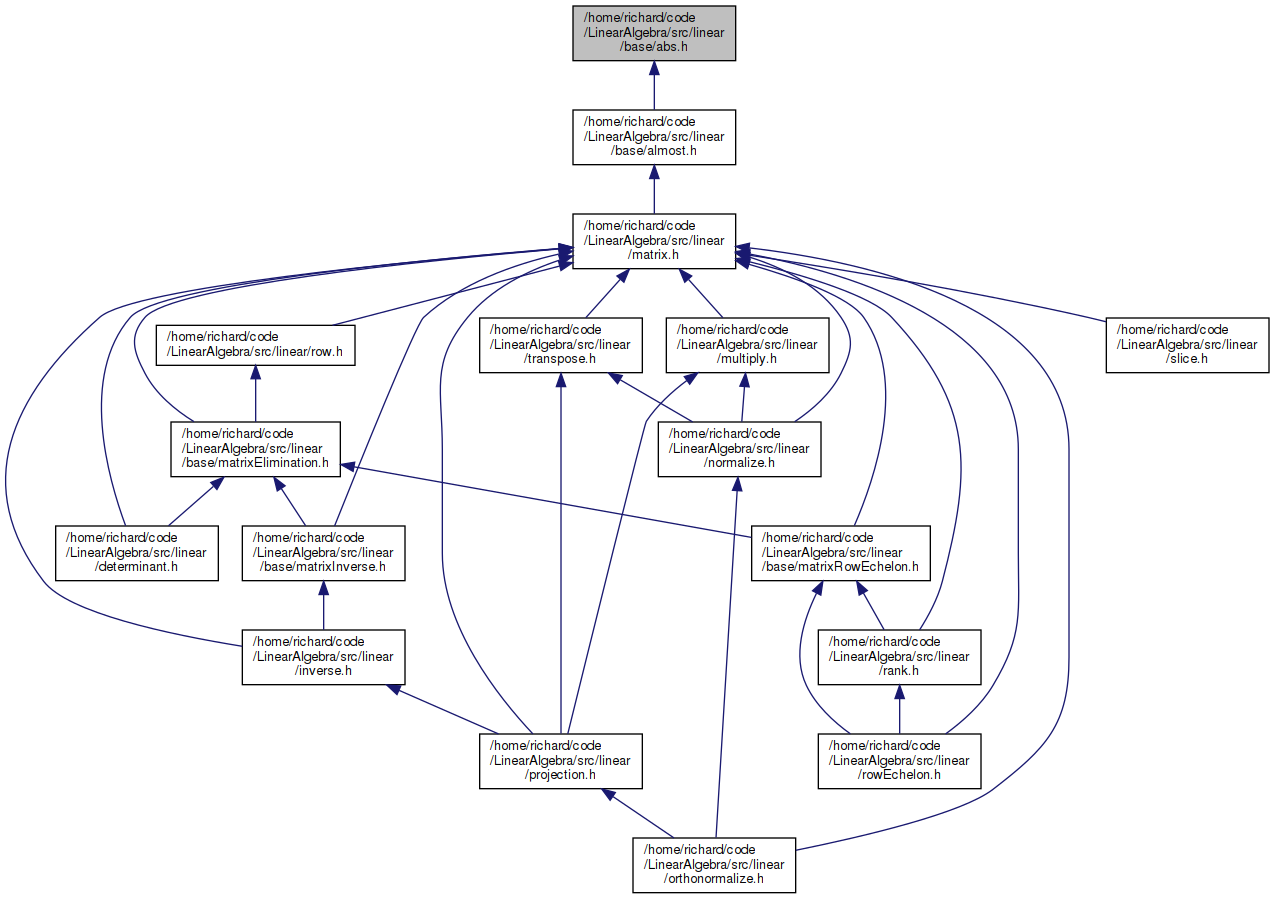 /home/richard/code
/LinearAlgebra/src/linear
/base/abs.h
/home/richard/code
/LinearAlgebra/src/linear
/base/almost.h
/home/richard/code
/LinearAlgebra/src/linear
/matrix.h
/home/richard/code
/LinearAlgebra/src/linear/row.h
/home/richard/code
/LinearAlgebra/src/linear
/transpose.h
/home/richard/code
/LinearAlgebra/src/linear
/multiply.h
/home/richard/code
/LinearAlgebra/src/linear
/slice.h
/home/richard/code
/LinearAlgebra/src/linear
/base/matrixElimination.h
/home/richard/code
/LinearAlgebra/src/linear
/normalize.h
/home/richard/code
/LinearAlgebra/src/linear
/determinant.h
/home/richard/code
/LinearAlgebra/src/linear
/base/matrixInverse.h
/home/richard/code
/LinearAlgebra/src/linear
/base/matrixRowEchelon.h
/home/richard/code
/LinearAlgebra/src/linear
/inverse.h
/home/richard/code
/LinearAlgebra/src/linear
/rank.h
/home/richard/code
/LinearAlgebra/src/linear
/projection.h
/home/richard/code
/LinearAlgebra/src/linear
/rowEchelon.h
/home/richard/code
/LinearAlgebra/src/linear
/orthonormalize.h